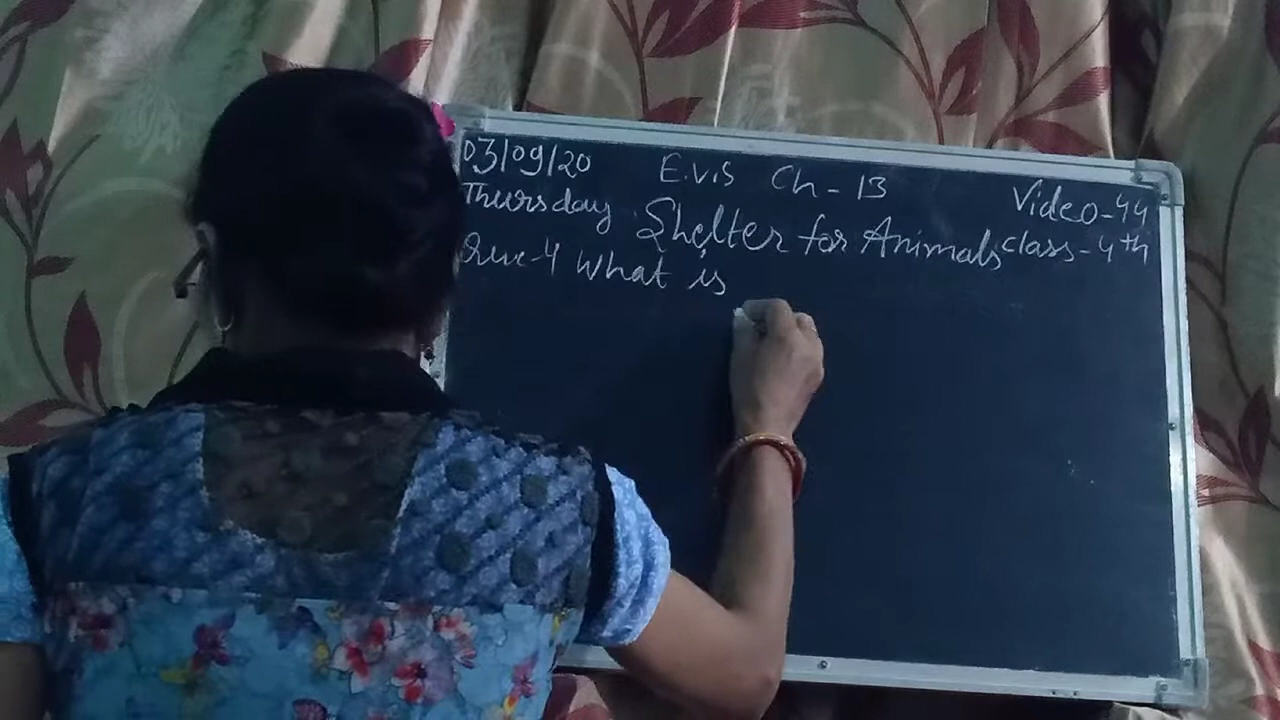 03/09/20 E.v.s Ch - 13 Video-44
Thursday Shelter for Animals class-4th
Que-4 What is